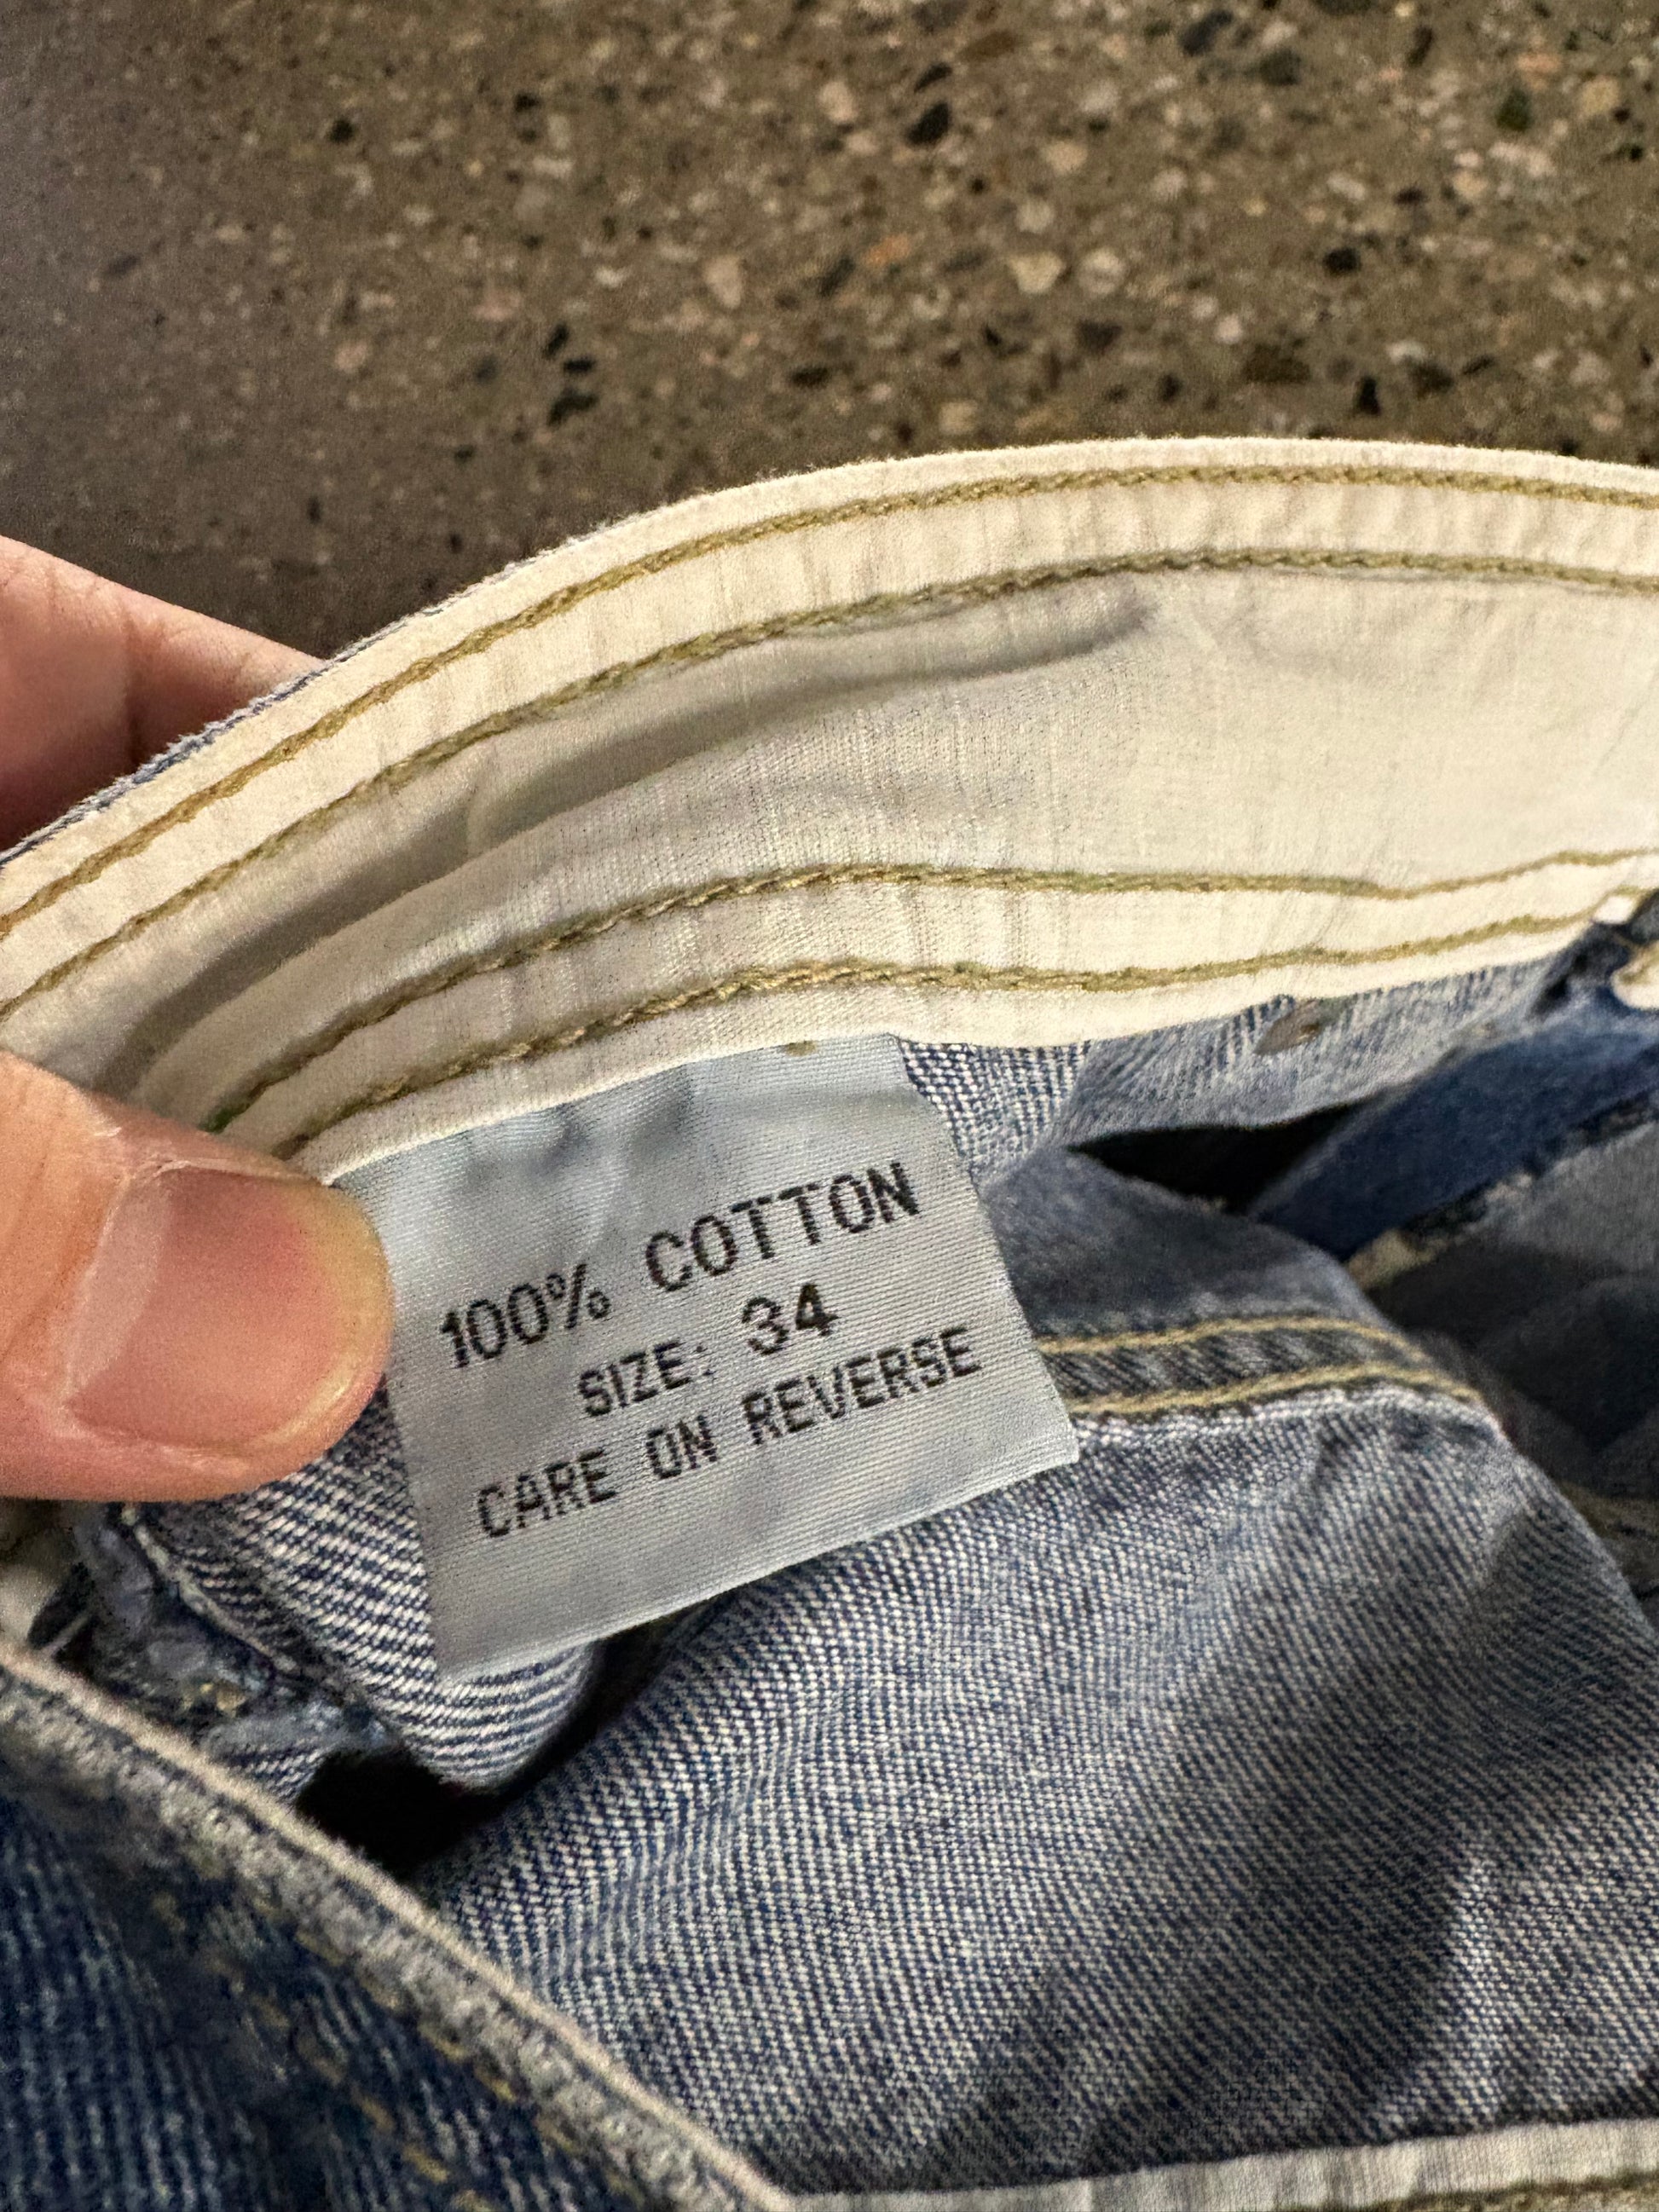 100% COTTON
SIZE: 34
CARE ON REVERSE